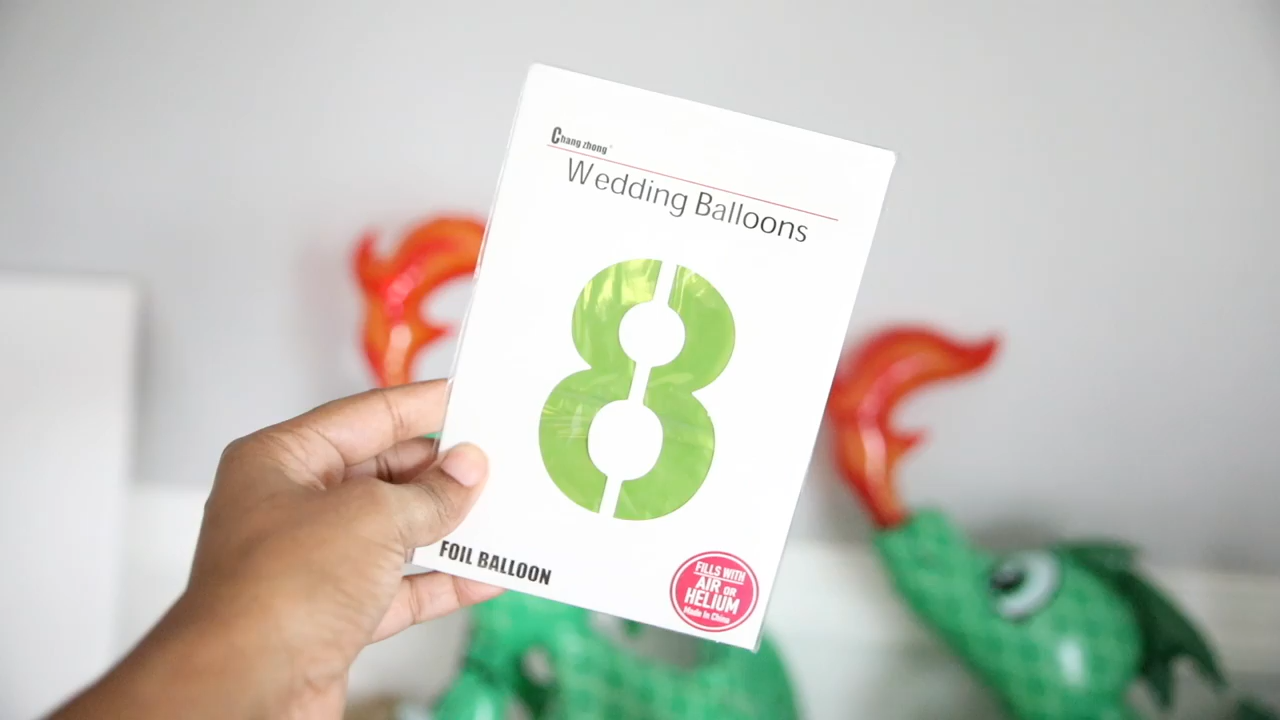 Chang zhong
Wedding Balloons
8
FOIL BALLOON
FILLS WITH
AIR OR
HELIUM
Made In China